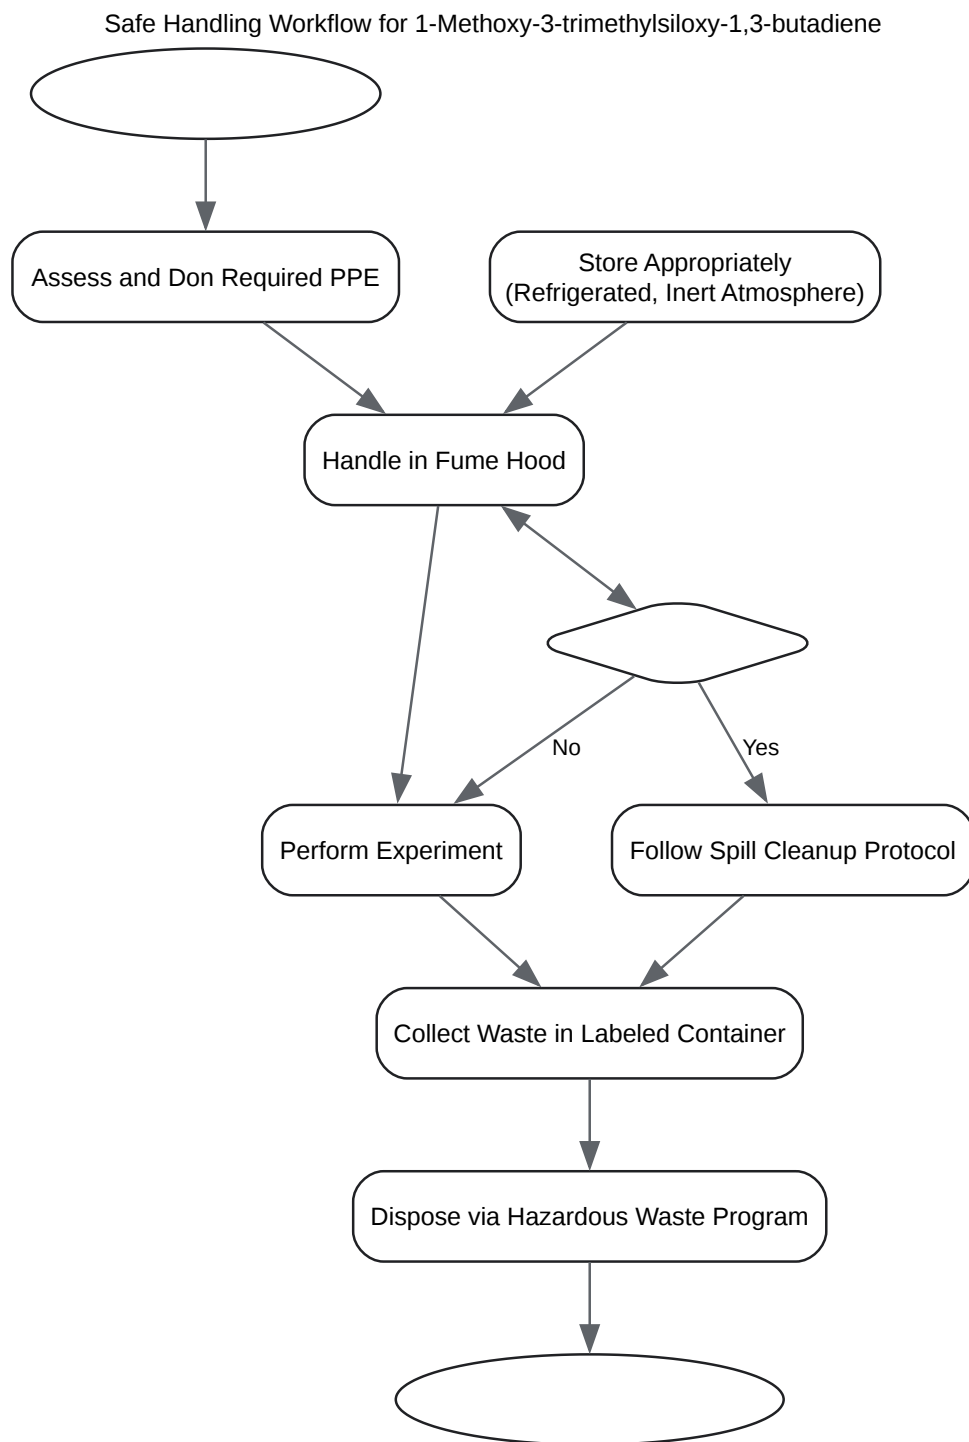 Safe Handling Workflow for 1-Methoxy-3-trimethylsiloxy-1,3-butadiene
Assess and Don Required PPE
Store Appropriately
(Refrigerated, Inert Atmosphere)
Handle in Fume Hood
No
Yes
Perform Experiment
Follow Spill Cleanup Protocol
Collect Waste in Labeled Container
Dispose via Hazardous Waste Program